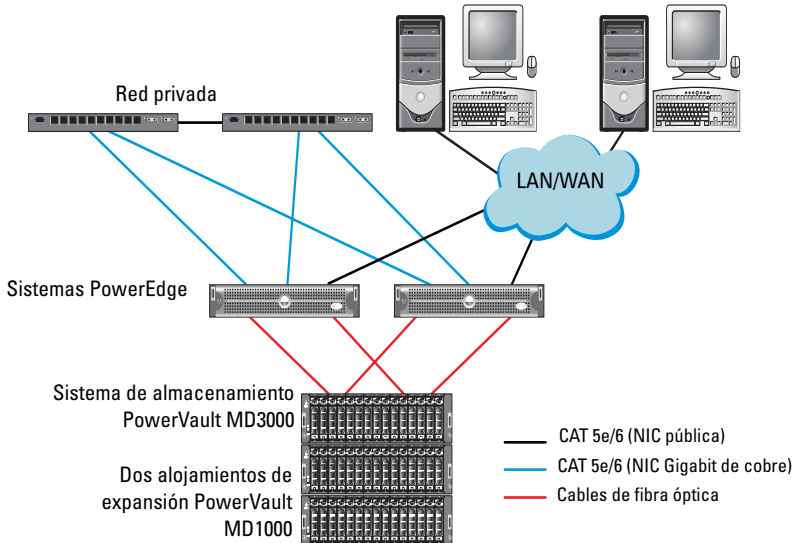 Red privada
LAN/WAN
Sistemas PowerEdge
Sistema de almacenamiento
PowerVault MD3000
Dos alojamientos de
expansión PowerVault
MD1000
CAT 5e/6 (NIC pública)
CAT 5e/6 (NIC Gigabit de cobre)
Cables de fibra óptica